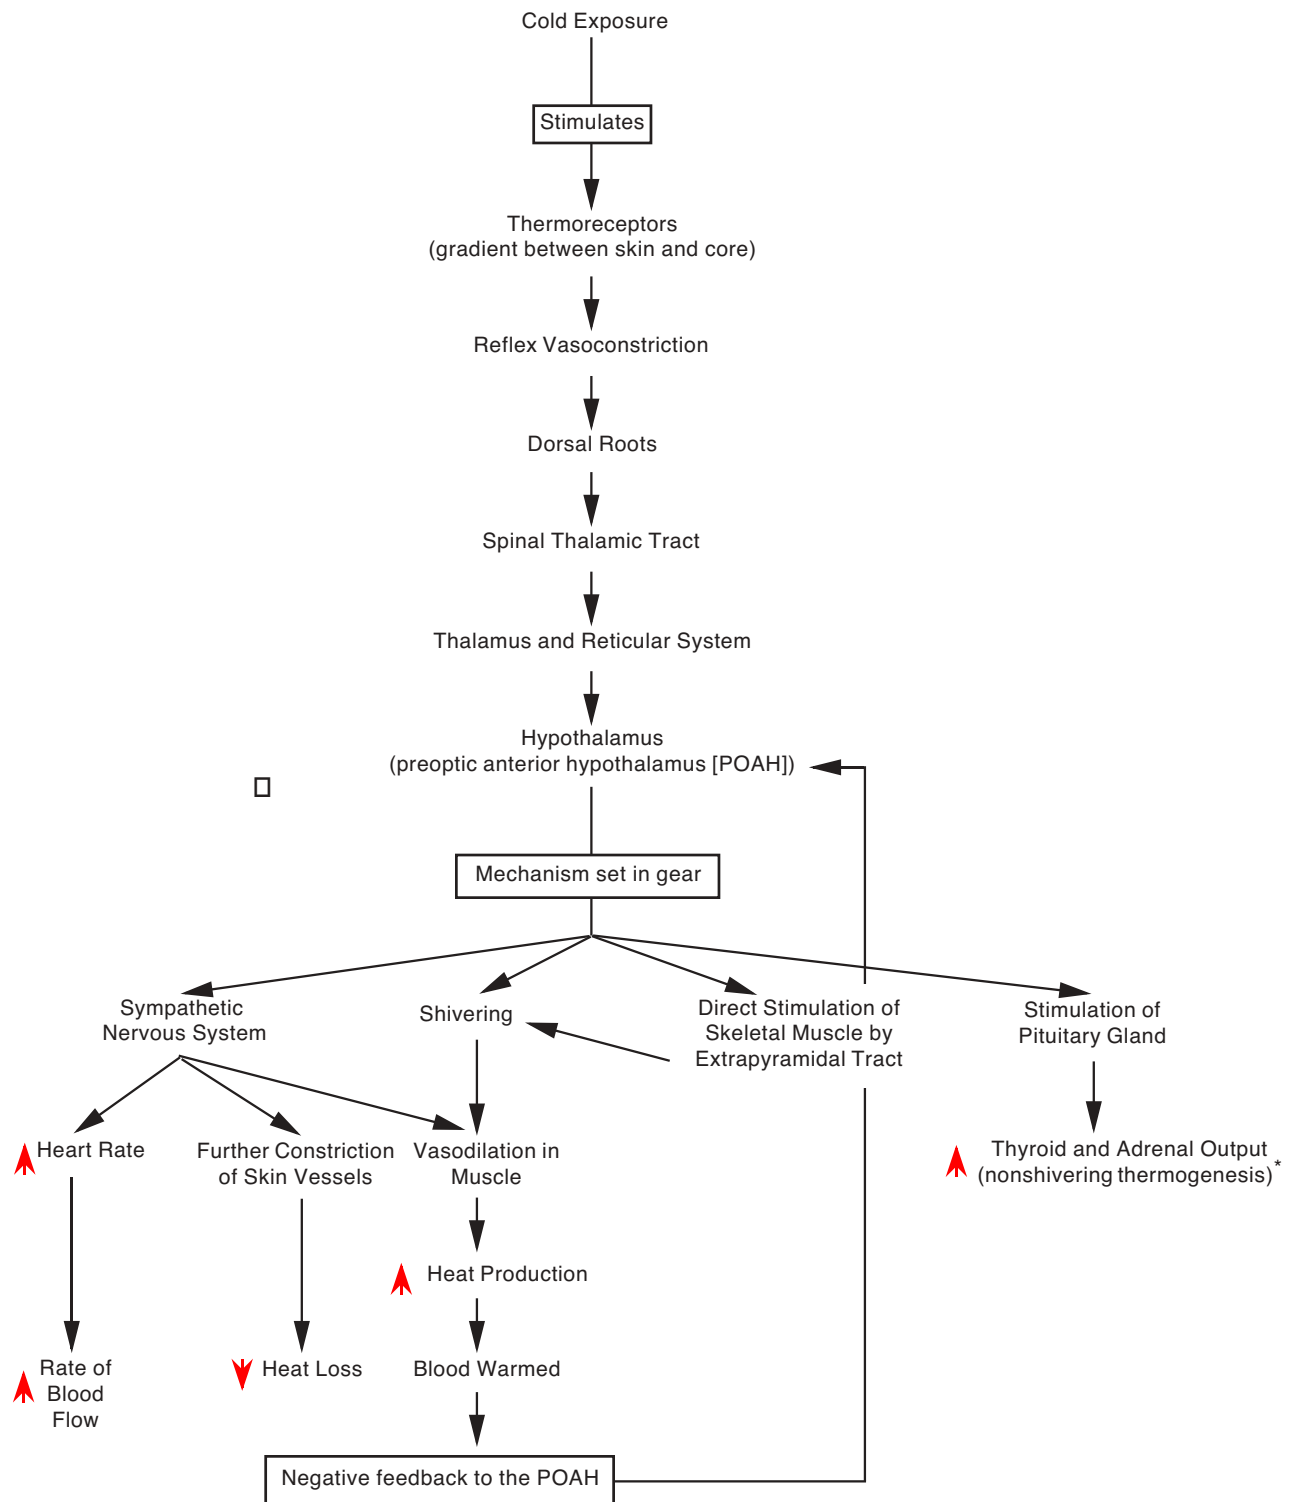 Cold Exposure
Stimulates
Thermoreceptors
(gradient between skin and core)
Reflex Vasoconstriction
Dorsal Roots
Spinal Thalamic Tract
Thalamus and Reticular System
Hypothalamus
(preoptic anterior hypothalamus [POAH])
Mechanism set in gear
Sympathetic
Nervous System
Shivering
Direct Stimulation of
Skeletal Muscle by
Extrapyramidal Tract
Stimulation of
Pituitary Gland
Heart Rate
Further Constriction
of Skin Vessels
Vasodilation in
Muscle
Thyroid and Adrenal Output
(nonshivering thermogenesis)*
Heat Production
Rate of
Blood
Flow
Heat Loss
Blood Warmed
Negative feedback to the POAH